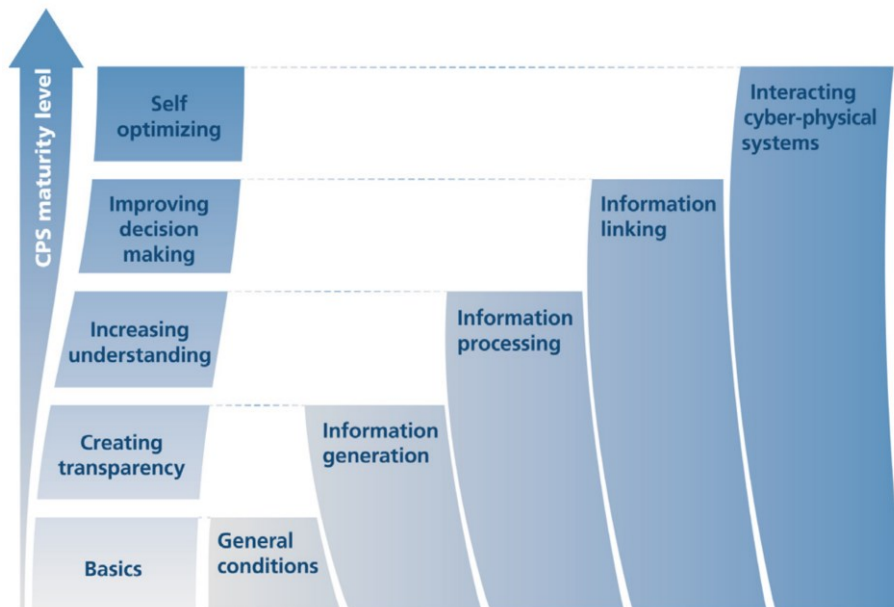 CPS maturity level
Self
optimizing
Interacting
cyber-physical
systems
Improving
decision
making
Information
linking
Increasing
understanding
Information
processing
Creating
transparency
Information
generation
Basics
General
conditions